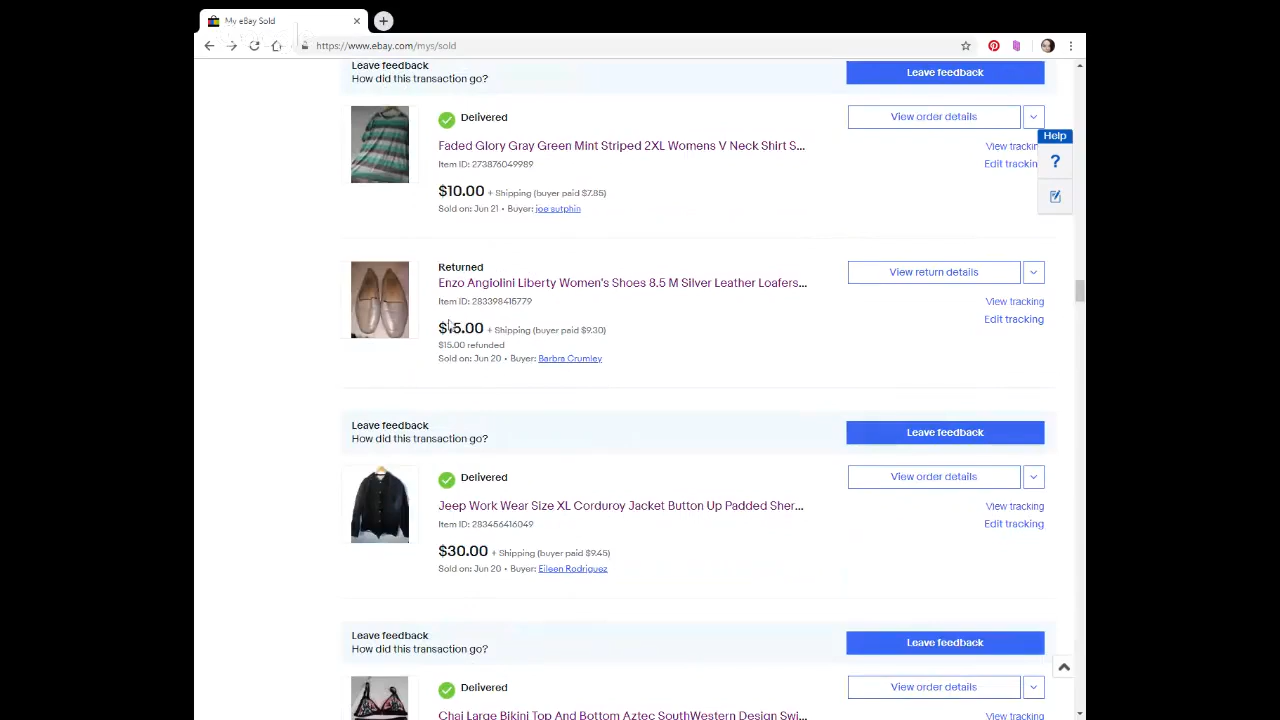 My eBay Sold
https://www.ebay.com/mys/sold
Leave feedback
How did this transaction go?
Leave feedback
Delivered
View order details
Help
Faded Glory Gray Green Mint Striped 2XL Womens V Neck Shirt S...
View trackin
Item ID: 273876049989
Edit trackin
?
$10.00 + Shipping (buyer paid $7.85)
Sold on: Jun 21 • Buyer: joe sutphin
Returned
View return details
Enzo Angiolini Liberty Women's Shoes 8.5 M Silver Leather Loafers...
Item ID: 283398415779
View tracking
Edit tracking
$15.00 + Shipping (buyer paid $9.30)
$15.00 refunded
Sold on: Jun 20 • Buyer: Barbra Crumley
Leave feedback
How did this transaction go?
Leave feedback
Delivered
View order details
Jeep Work Wear Size XL Corduroy Jacket Button Up Padded Sher...
View tracking
Item ID: 283456416049
Edit tracking
$30.00 + Shipping (buyer paid $9.45)
Sold on: Jun 20 • Buyer: Eileen Rodriguez
Leave feedback
How did this transaction go?
Leave feedback
Delivered
View order details
Chai Large Bikini Top And Bottom Aztec SouthWestern Design Swi...
View tracking